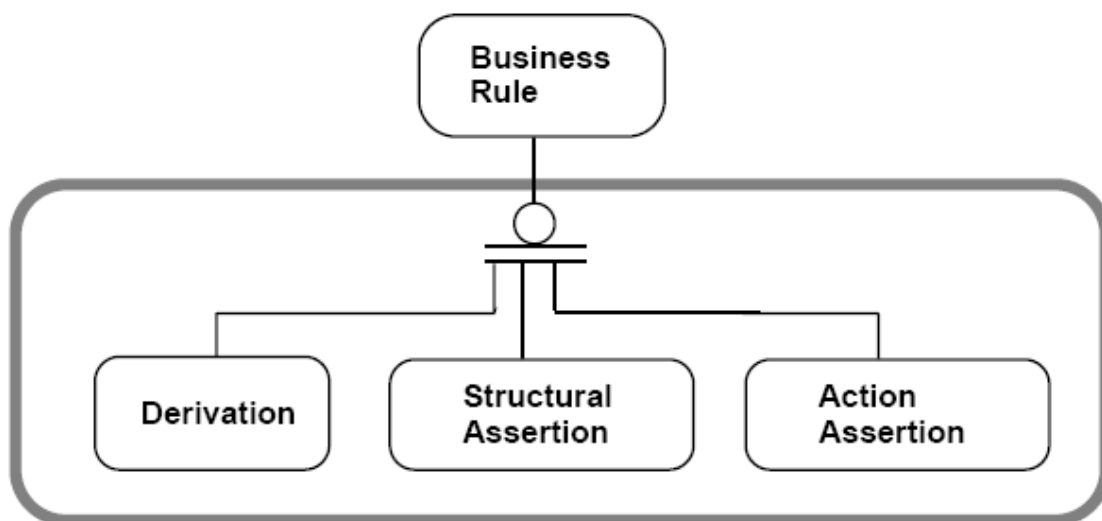 Business
Rule
Derivation
Structural
Assertion
Action
Assertion